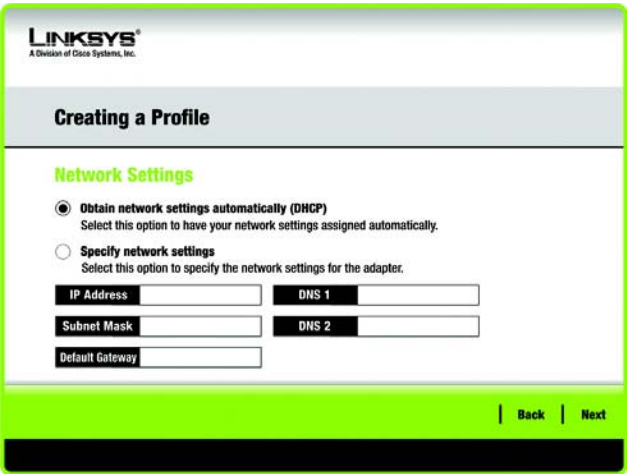 LINKSYS®
A Division of Cisco Systems, Inc.
Creating a Profile
Network Settings
Obtain network settings automatically (DHCP)
Select this option to have your network settings assigned automatically.
Specify network settings
Select this option to specify the network settings for the adapter.
IP Address
DNS 1
Subnet Mask
DNS 2
Default Gateway
Back
Next